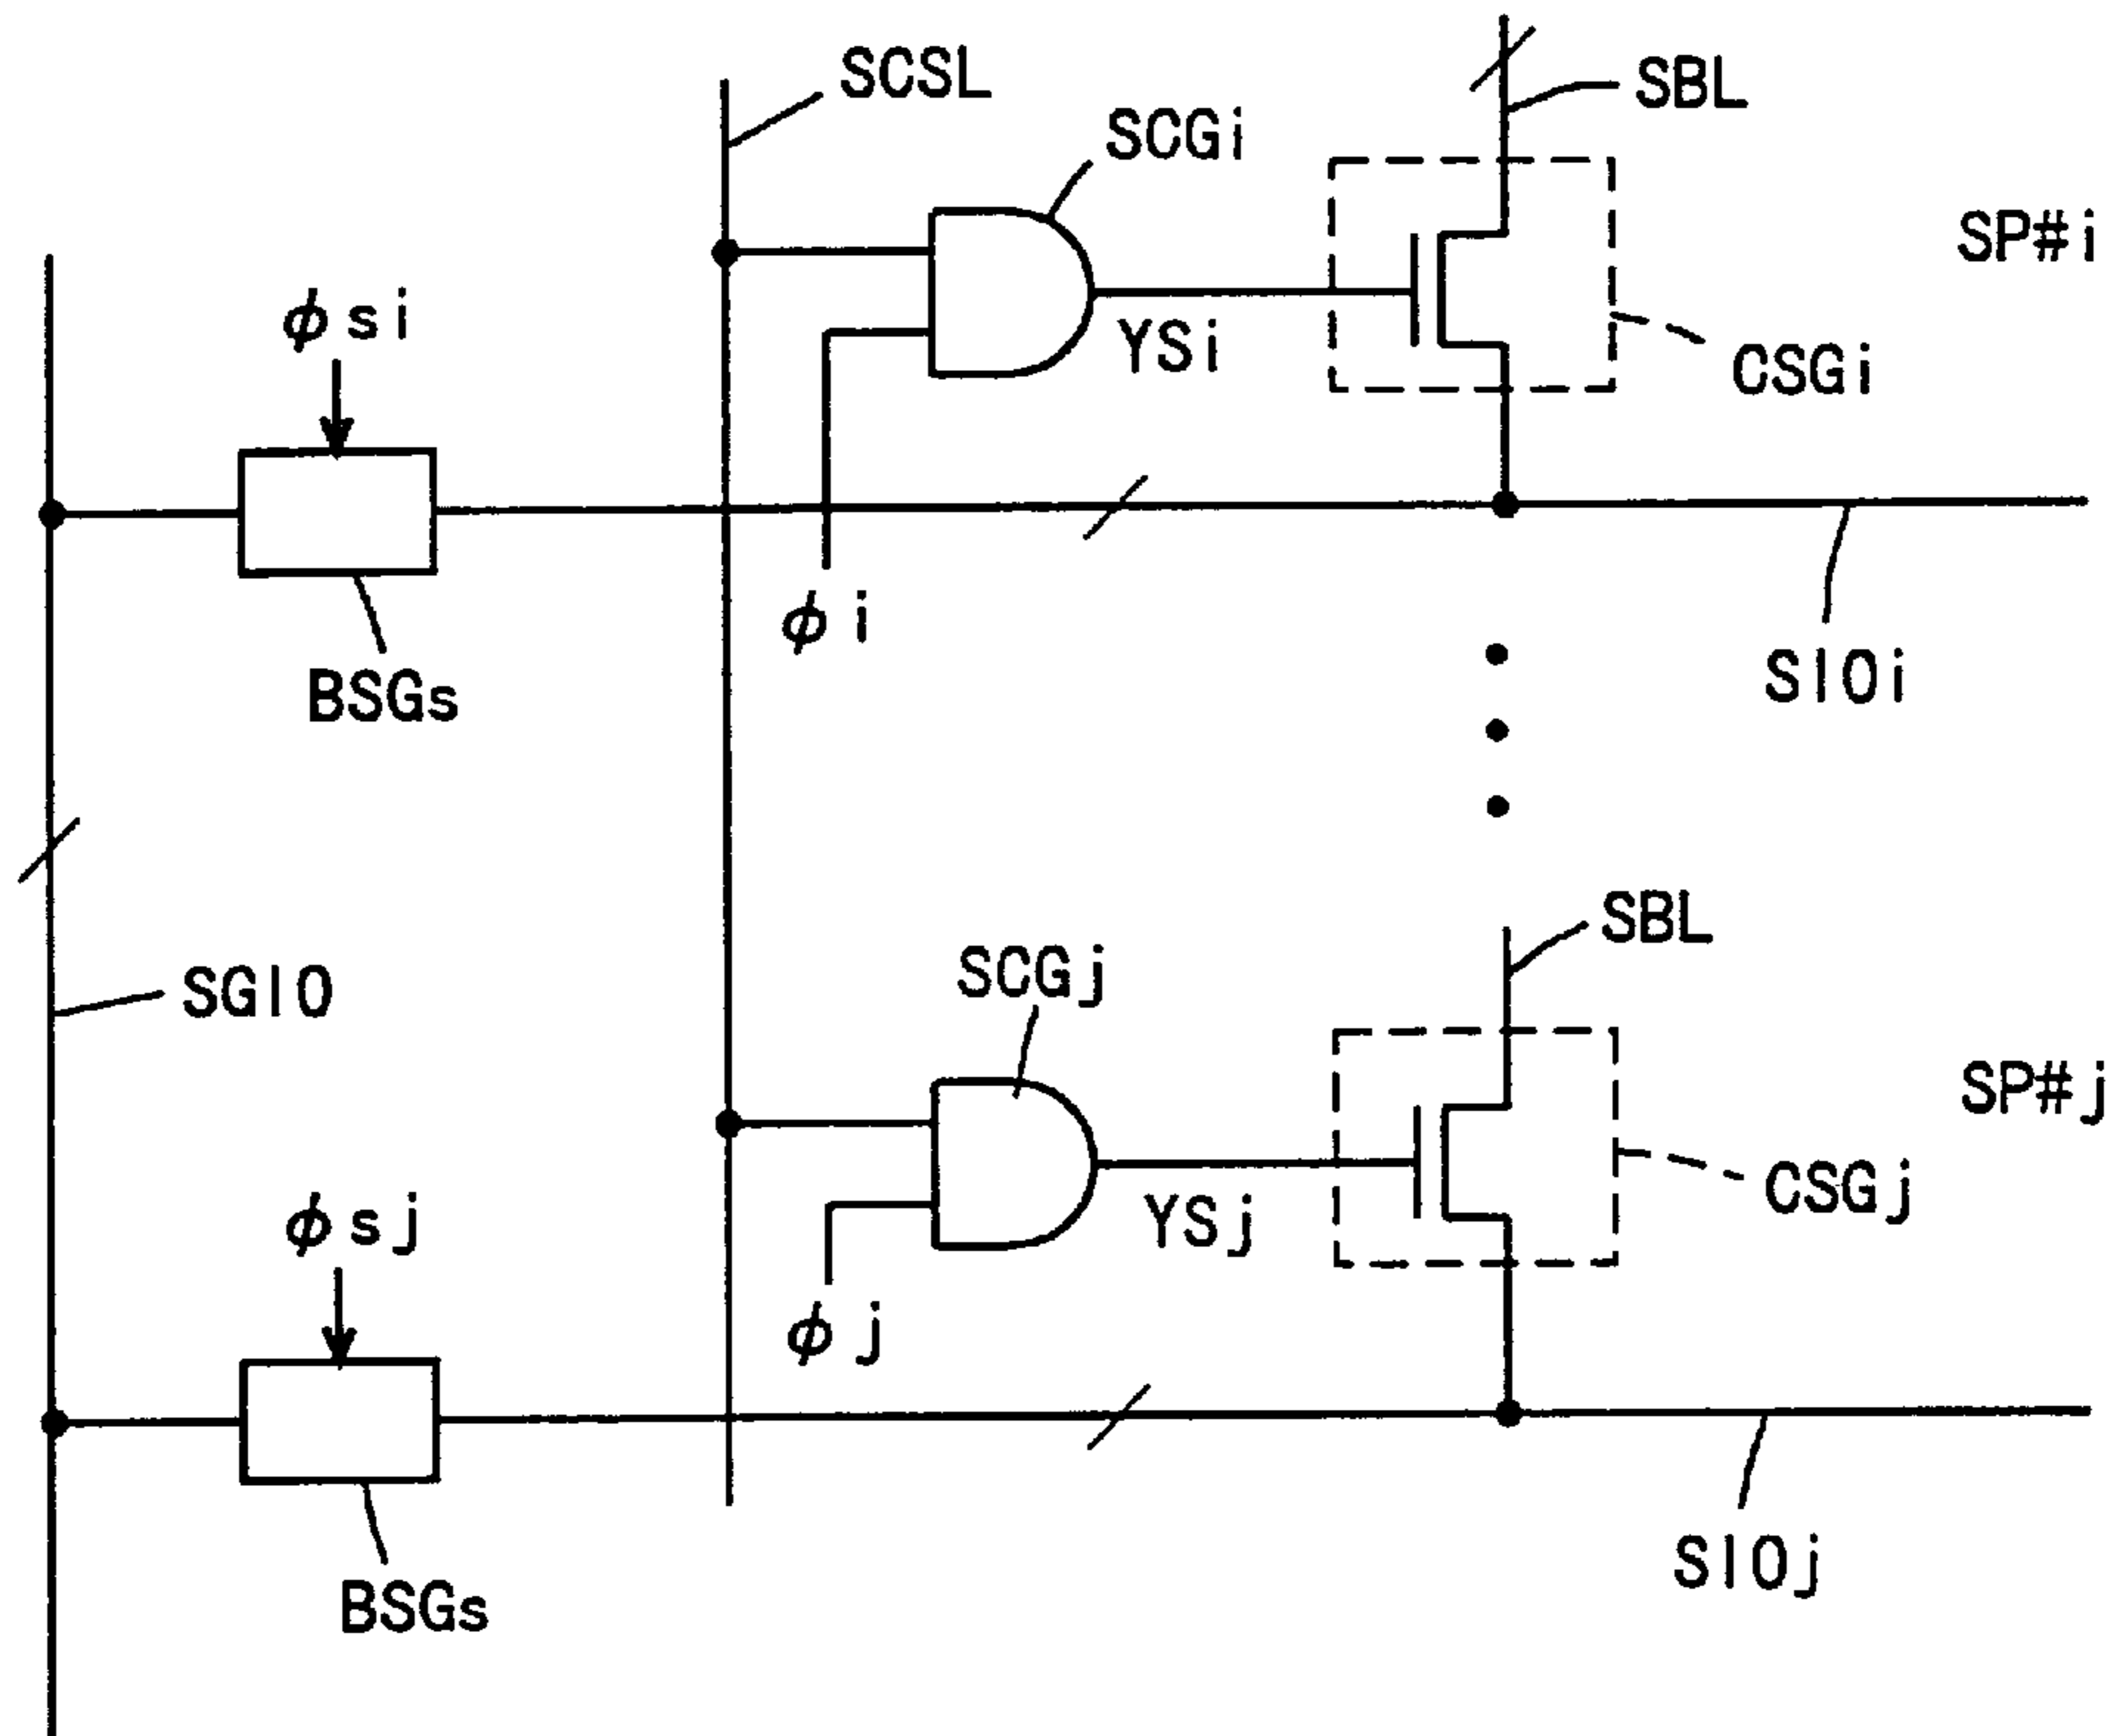 SCSL
SBL
SCGi
SP#i
φsi
YSi
CSGi
φi
SIOi
BSGs
SBL
SCGj
SGIO
SP#j
CSGj
φsj
YSj
φj
SIOj
BSGs